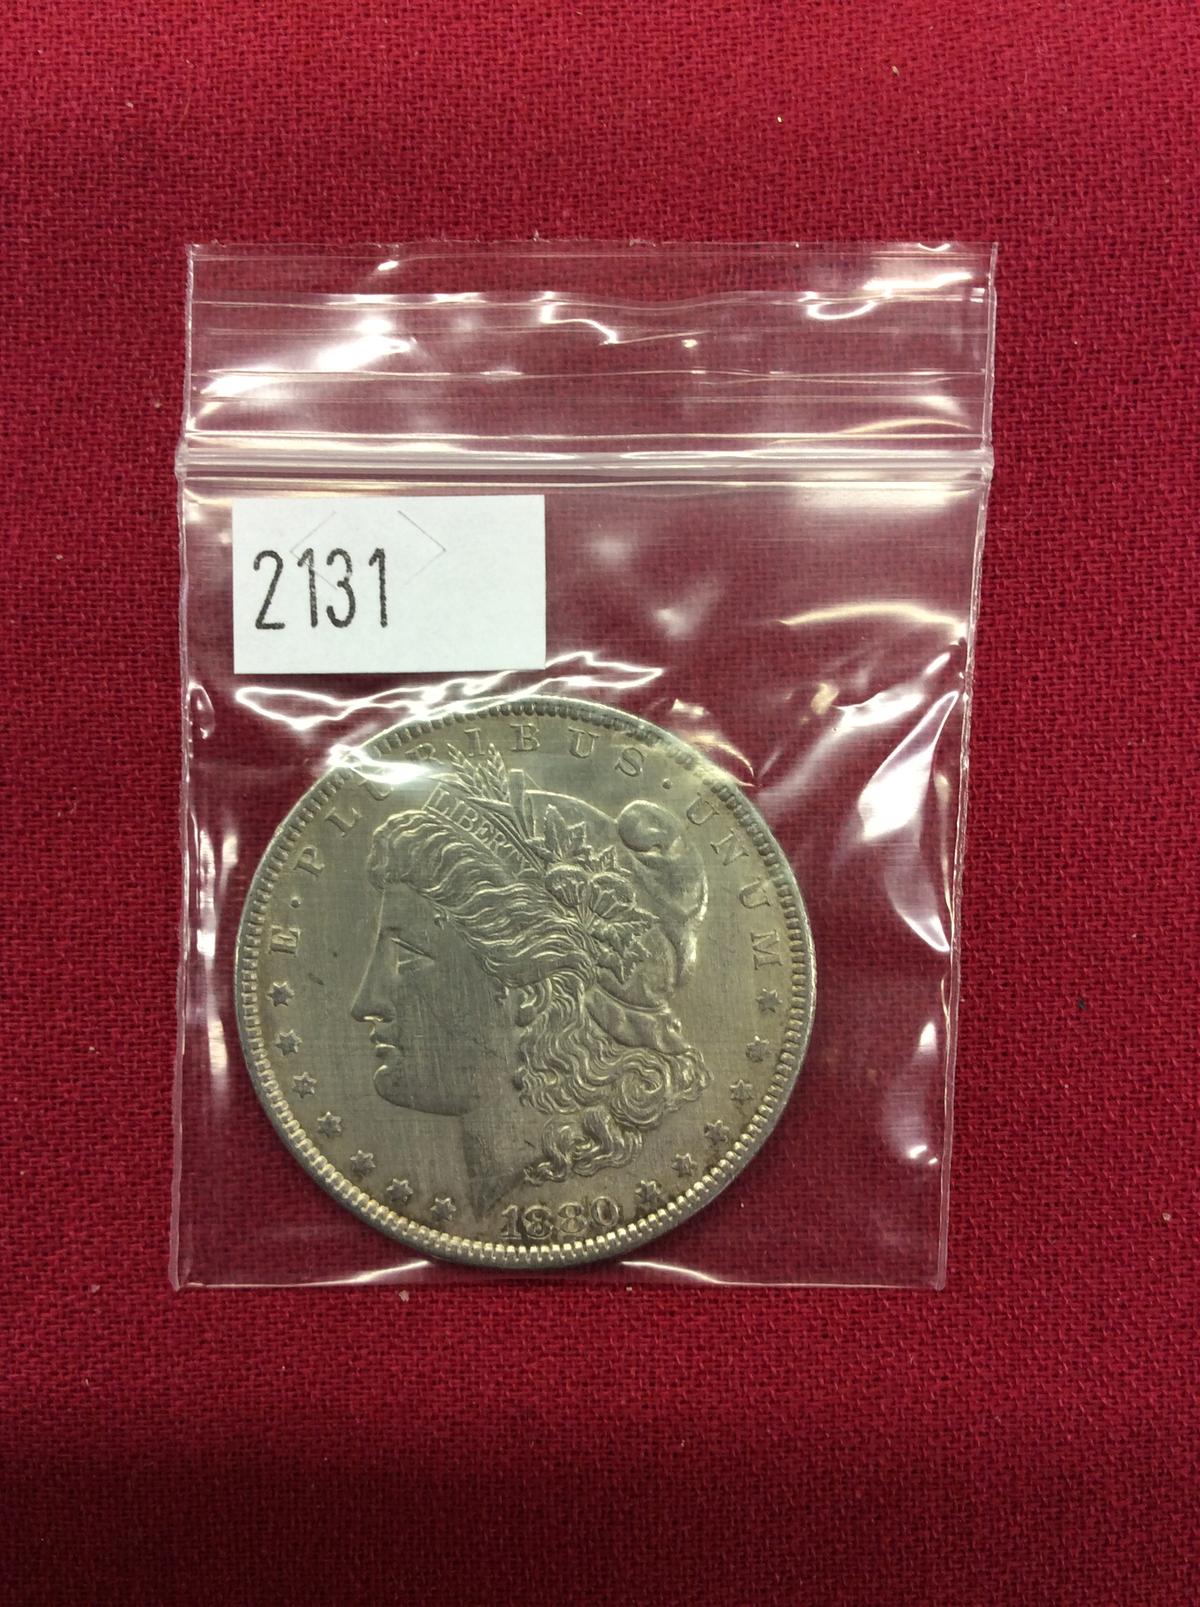 2131
E · PLURIBUS · UNUM
LIBERTY
1880